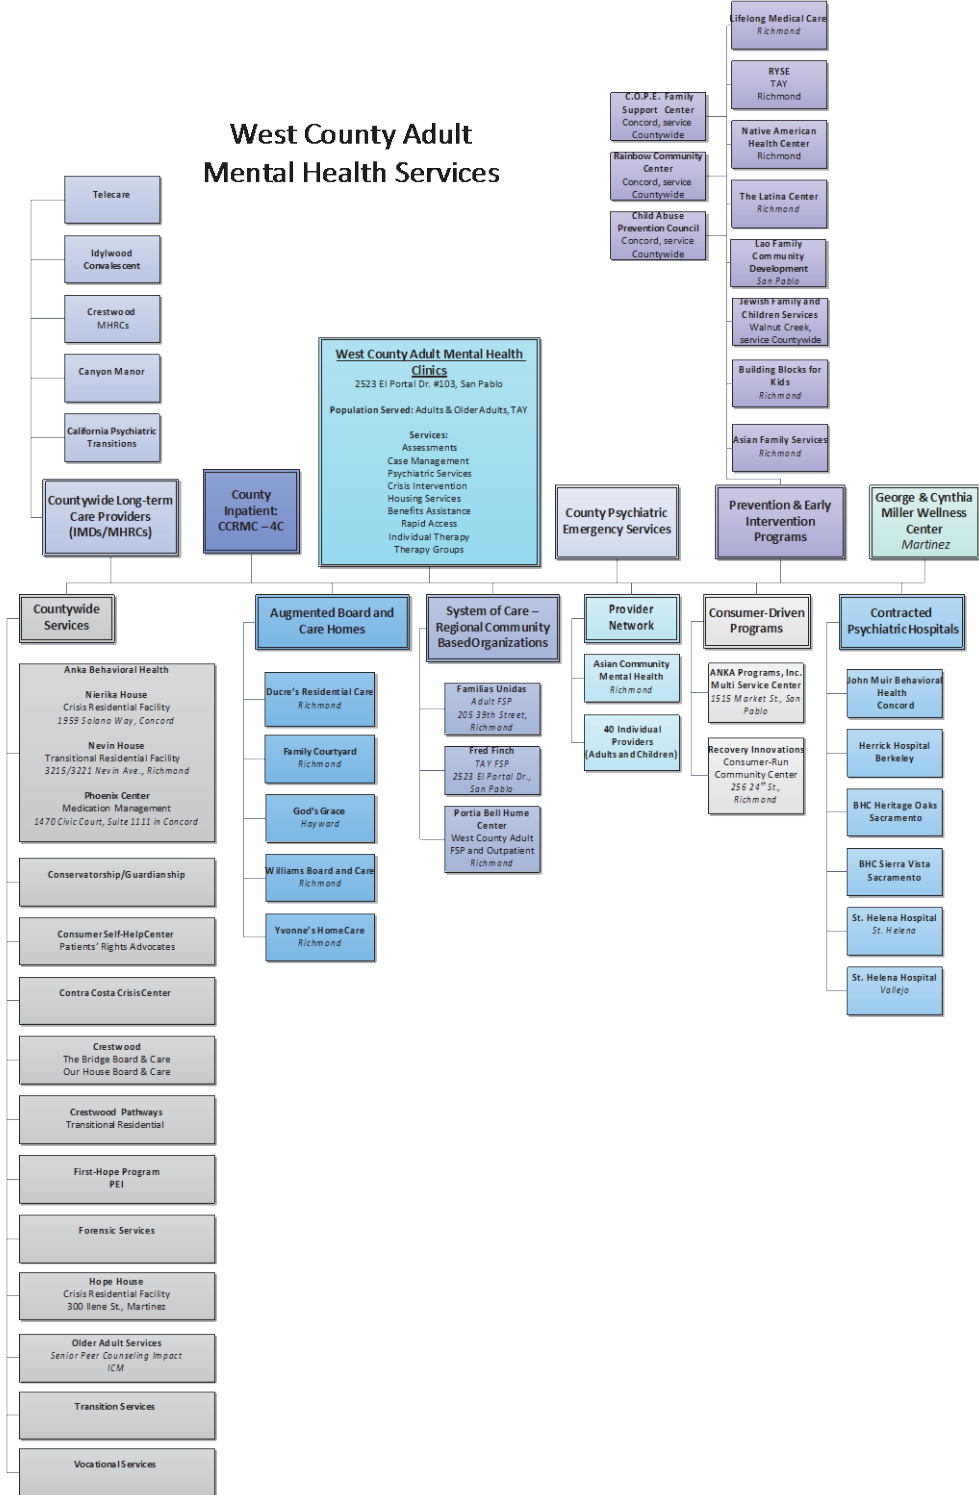 West County Adult
Mental Health Services
Telecare
Idylwood
Convalescent
Crestwood
MHRCs
Canyon Manor
California Psychiatric
Transitions
Countywide Long-term
Care Providers
(IMDs/MHRCs)
County
Inpatient:
CCRMC – 4C
West County Adult Mental Health
Clinics
2523 El Portal Dr. #103, San Pablo
Population Served: Adults & Older Adults, TAY
Services:
Assessments
Case Management
Psychiatric Services
Crisis Intervention
Housing Services
Benefits Assistance
Rapid Access
Individual Therapy
Therapy Groups
County Psychiatric
Emergency Services
C.O.P.E. Family
Support Center
Concord, service
Countywide
Rainbow Community
Center
Concord, service
Countywide
Child Abuse
Prevention Council
Concord, service
Countywide
Lifelong Medical Care
Richmond
RYSE
TAY
Richmond
Native American
Health Center
Richmond
The Latina Center
Richmond
Lao Family
Community
Development
San Pablo
Jewish Family and
Children Services
Walnut Creek,
service Countywide
Building Blocks for
Kids
Richmond
Asian Family Services
Richmond
Prevention & Early
Intervention
Programs
George & Cynthia
Miller Wellness
Center
Martinez
Countywide
Services
Anka Behavioral Health
Nierika House
Crisis Residential Facility
1959 Solano Way, Concord
Nevin House
Transitional Residential Facility
3215/3221 Nevin Ave., Richmond
Phoenix Center
Medication Management
1470 Civic Court, Suite 1111 in Concord
Conservatorship/Guardianship
Consumer Self-Help Center
Patients' Rights Advocates
Contra Costa Crisis Center
Crestwood
The Bridge Board & Care
Our House Board & Care
Crestwood Pathways
Transitional Residential
First-Hope Program
PEI
Forensic Services
Hope House
Crisis Residential Facility
300 Ilene St., Martinez
Older Adult Services
Senior Peer Counseling Impact
ICM
Transition Services
Vocational Services
Augmented Board and
Care Homes
Ducre's Residential Care
Richmond
Family Courtyard
Richmond
God's Grace
Hayward
Williams Board and Care
Richmond
Yvonne's HomeCare
Richmond
System of Care –
Regional Community
Based Organizations
Familias Unidas
Adult FSP
205 39th Street,
Richmond
Fred Finch
TAY FSP
2523 El Portal Dr.,
San Pablo
Portia Bell Hume
Center
West County Adult
FSP and Outpatient
Richmond
Provider
Network
Asian Community
Mental Health
Richmond
40 Individual
Providers
(Adults and Children)
Consumer-Driven
Programs
ANKA Programs, Inc.
Multi Service Center
1515 Market St., San
Pablo
Recovery Innovations
Consumer-Run
Community Center
256 24th St.,
Richmond
Contracted
Psychiatric Hospitals
John Muir Behavioral
Health
Concord
Herrick Hospital
Berkeley
BHC Heritage Oaks
Sacramento
BHC Sierra Vista
Sacramento
St. Helena Hospital
St. Helena
St. Helena Hospital
Vallejo